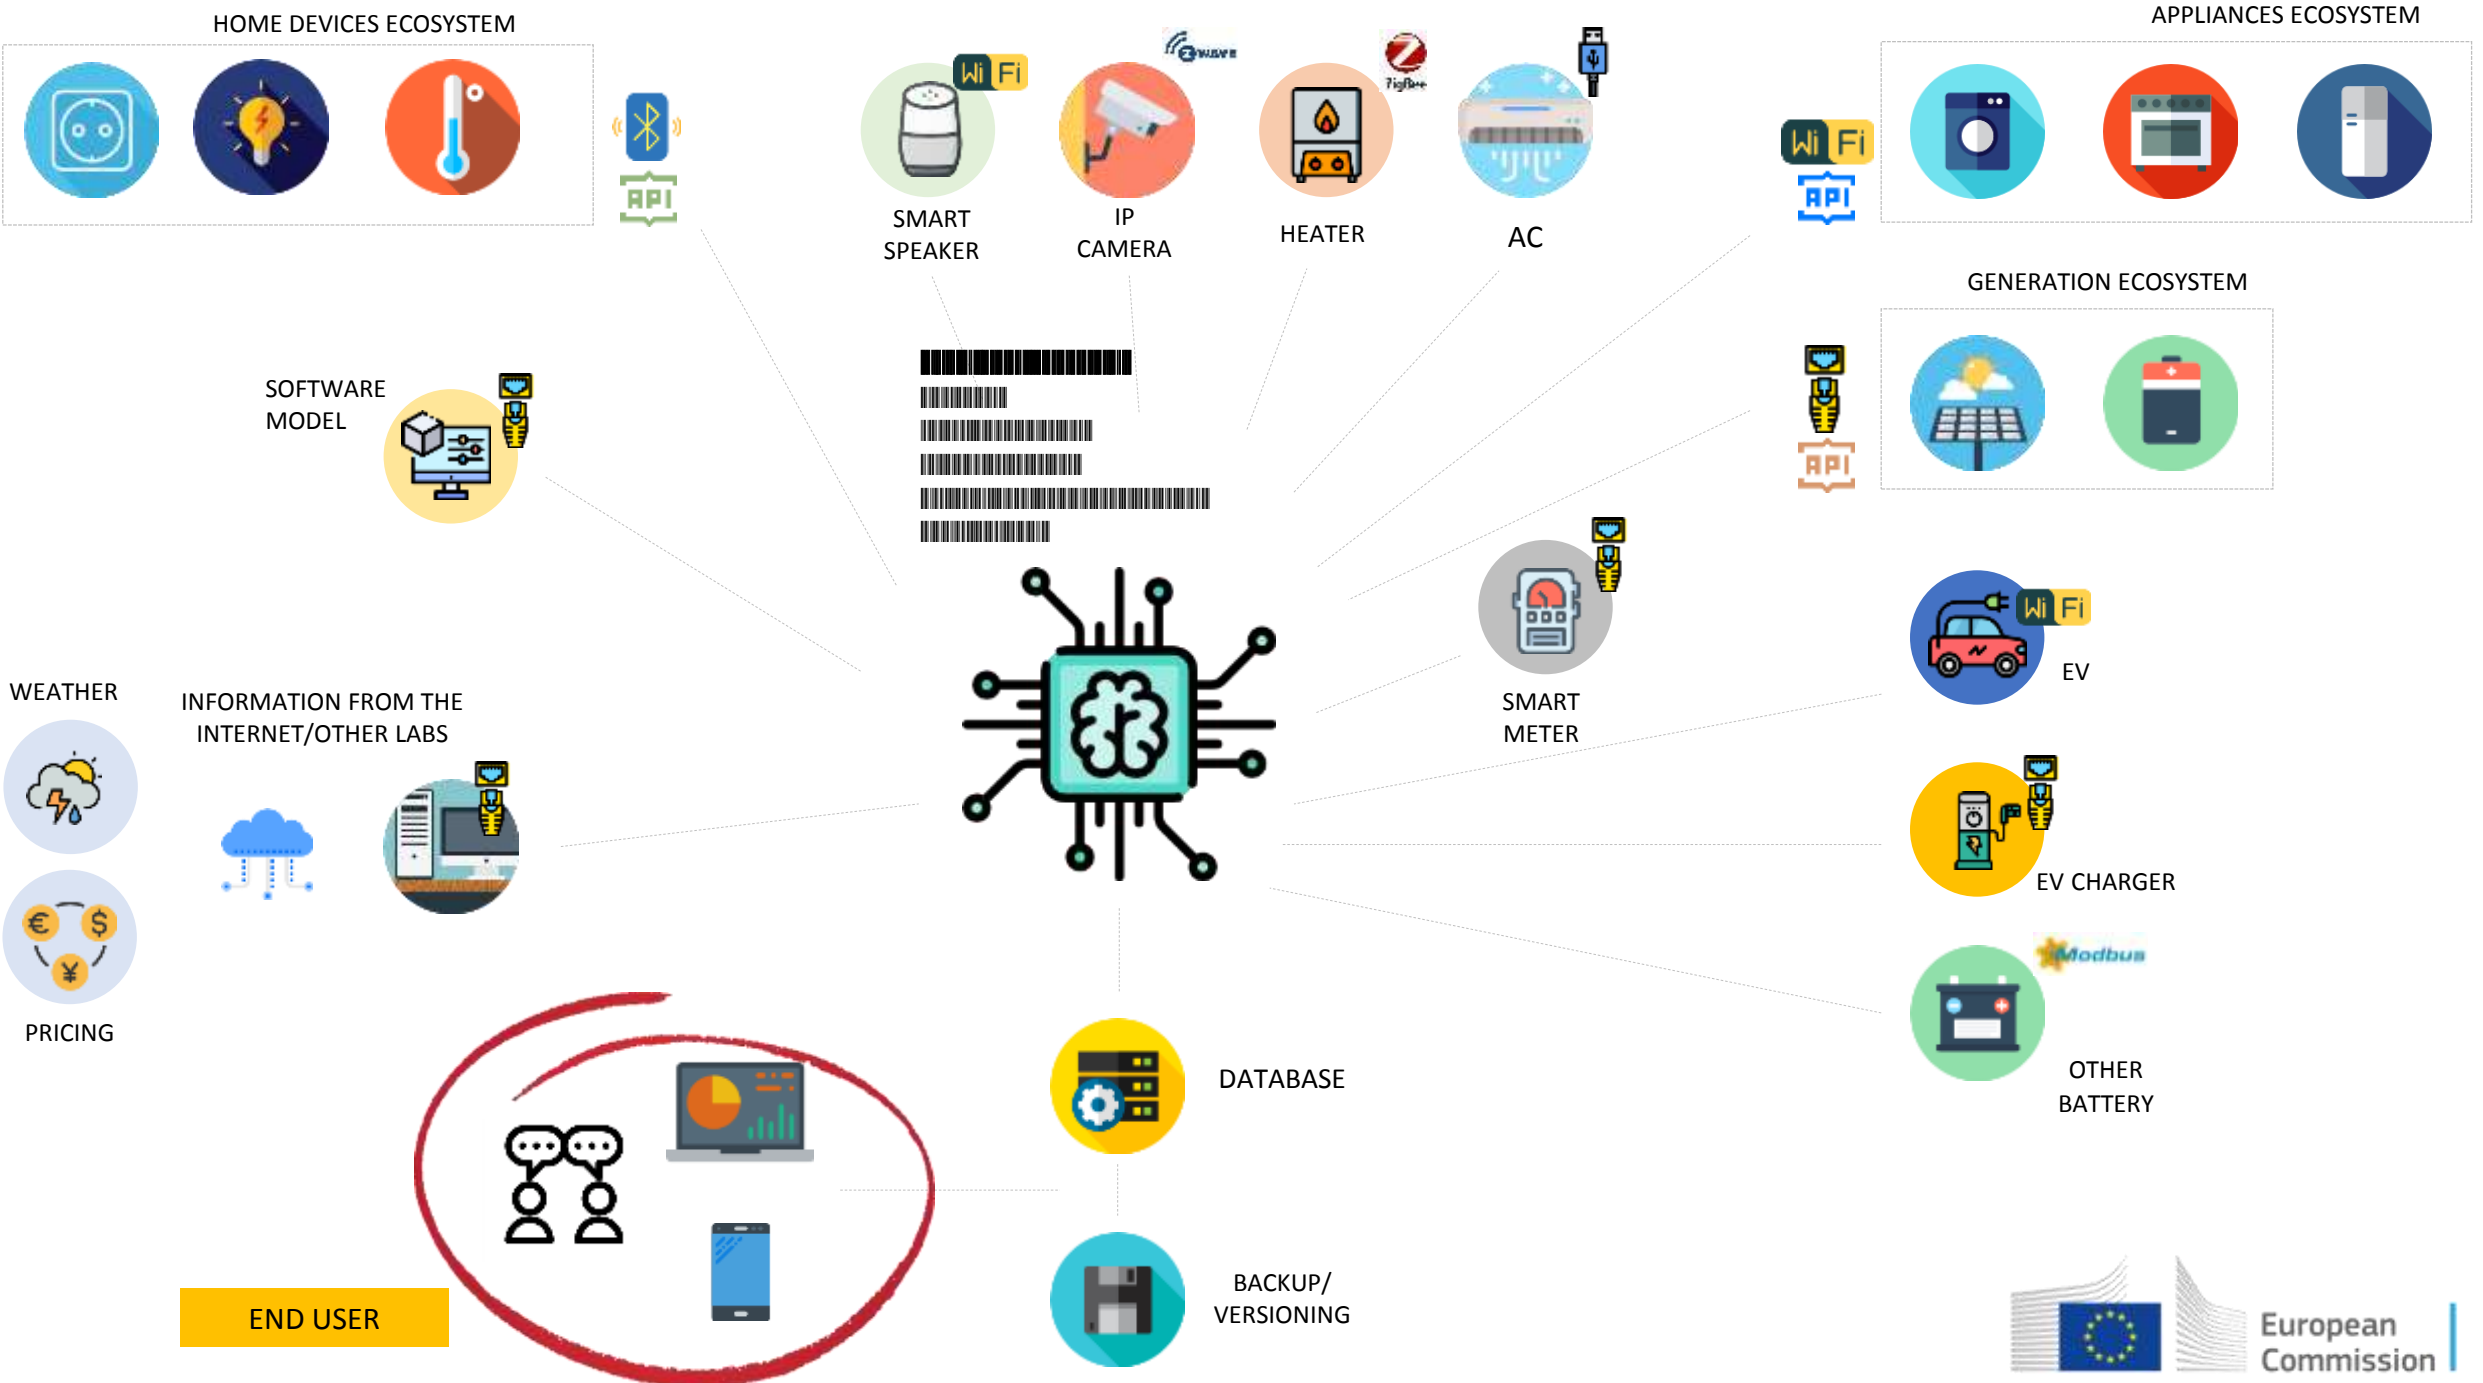 HOME DEVICES ECOSYSTEM
APPLIANCES ECOSYSTEM
Wi Fi
Z WAVE
ZigBee
API
SMART
SPEAKER
IP
CAMERA
HEATER
AC
Wi Fi
API
GENERATION ECOSYSTEM
API
SOFTWARE
MODEL
SMART
METER
Wi Fi
EV
WEATHER
INFORMATION FROM THE
INTERNET/OTHER LABS
EV CHARGER
€ $
¥
PRICING
Modbus
OTHER
BATTERY
DATABASE
BACKUP/
VERSIONING
END USER
European
Commission